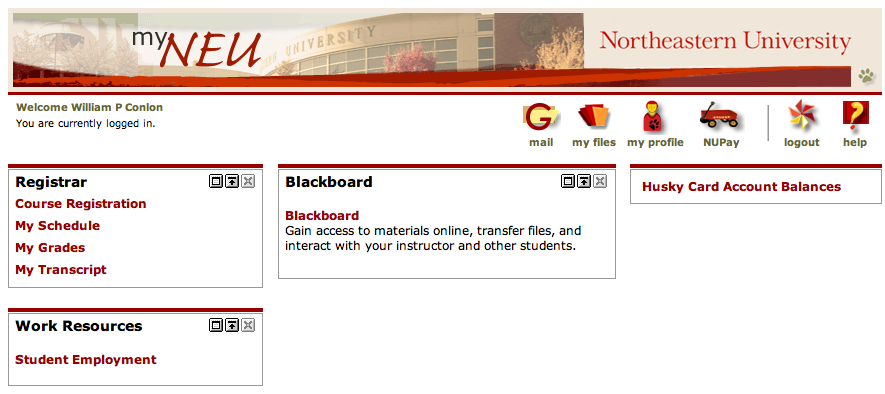 my NEU
UNIVERSITY
Northeastern University
Welcome William P Conlon
You are currently logged in.
mail
my files
my profile
NUPay
logout
help
Registrar
Course Registration
My Schedule
My Grades
My Transcript
Blackboard
Blackboard
Gain access to materials online, transfer files, and
interact with your instructor and other students.
Husky Card Account Balances
Work Resources
Student Employment